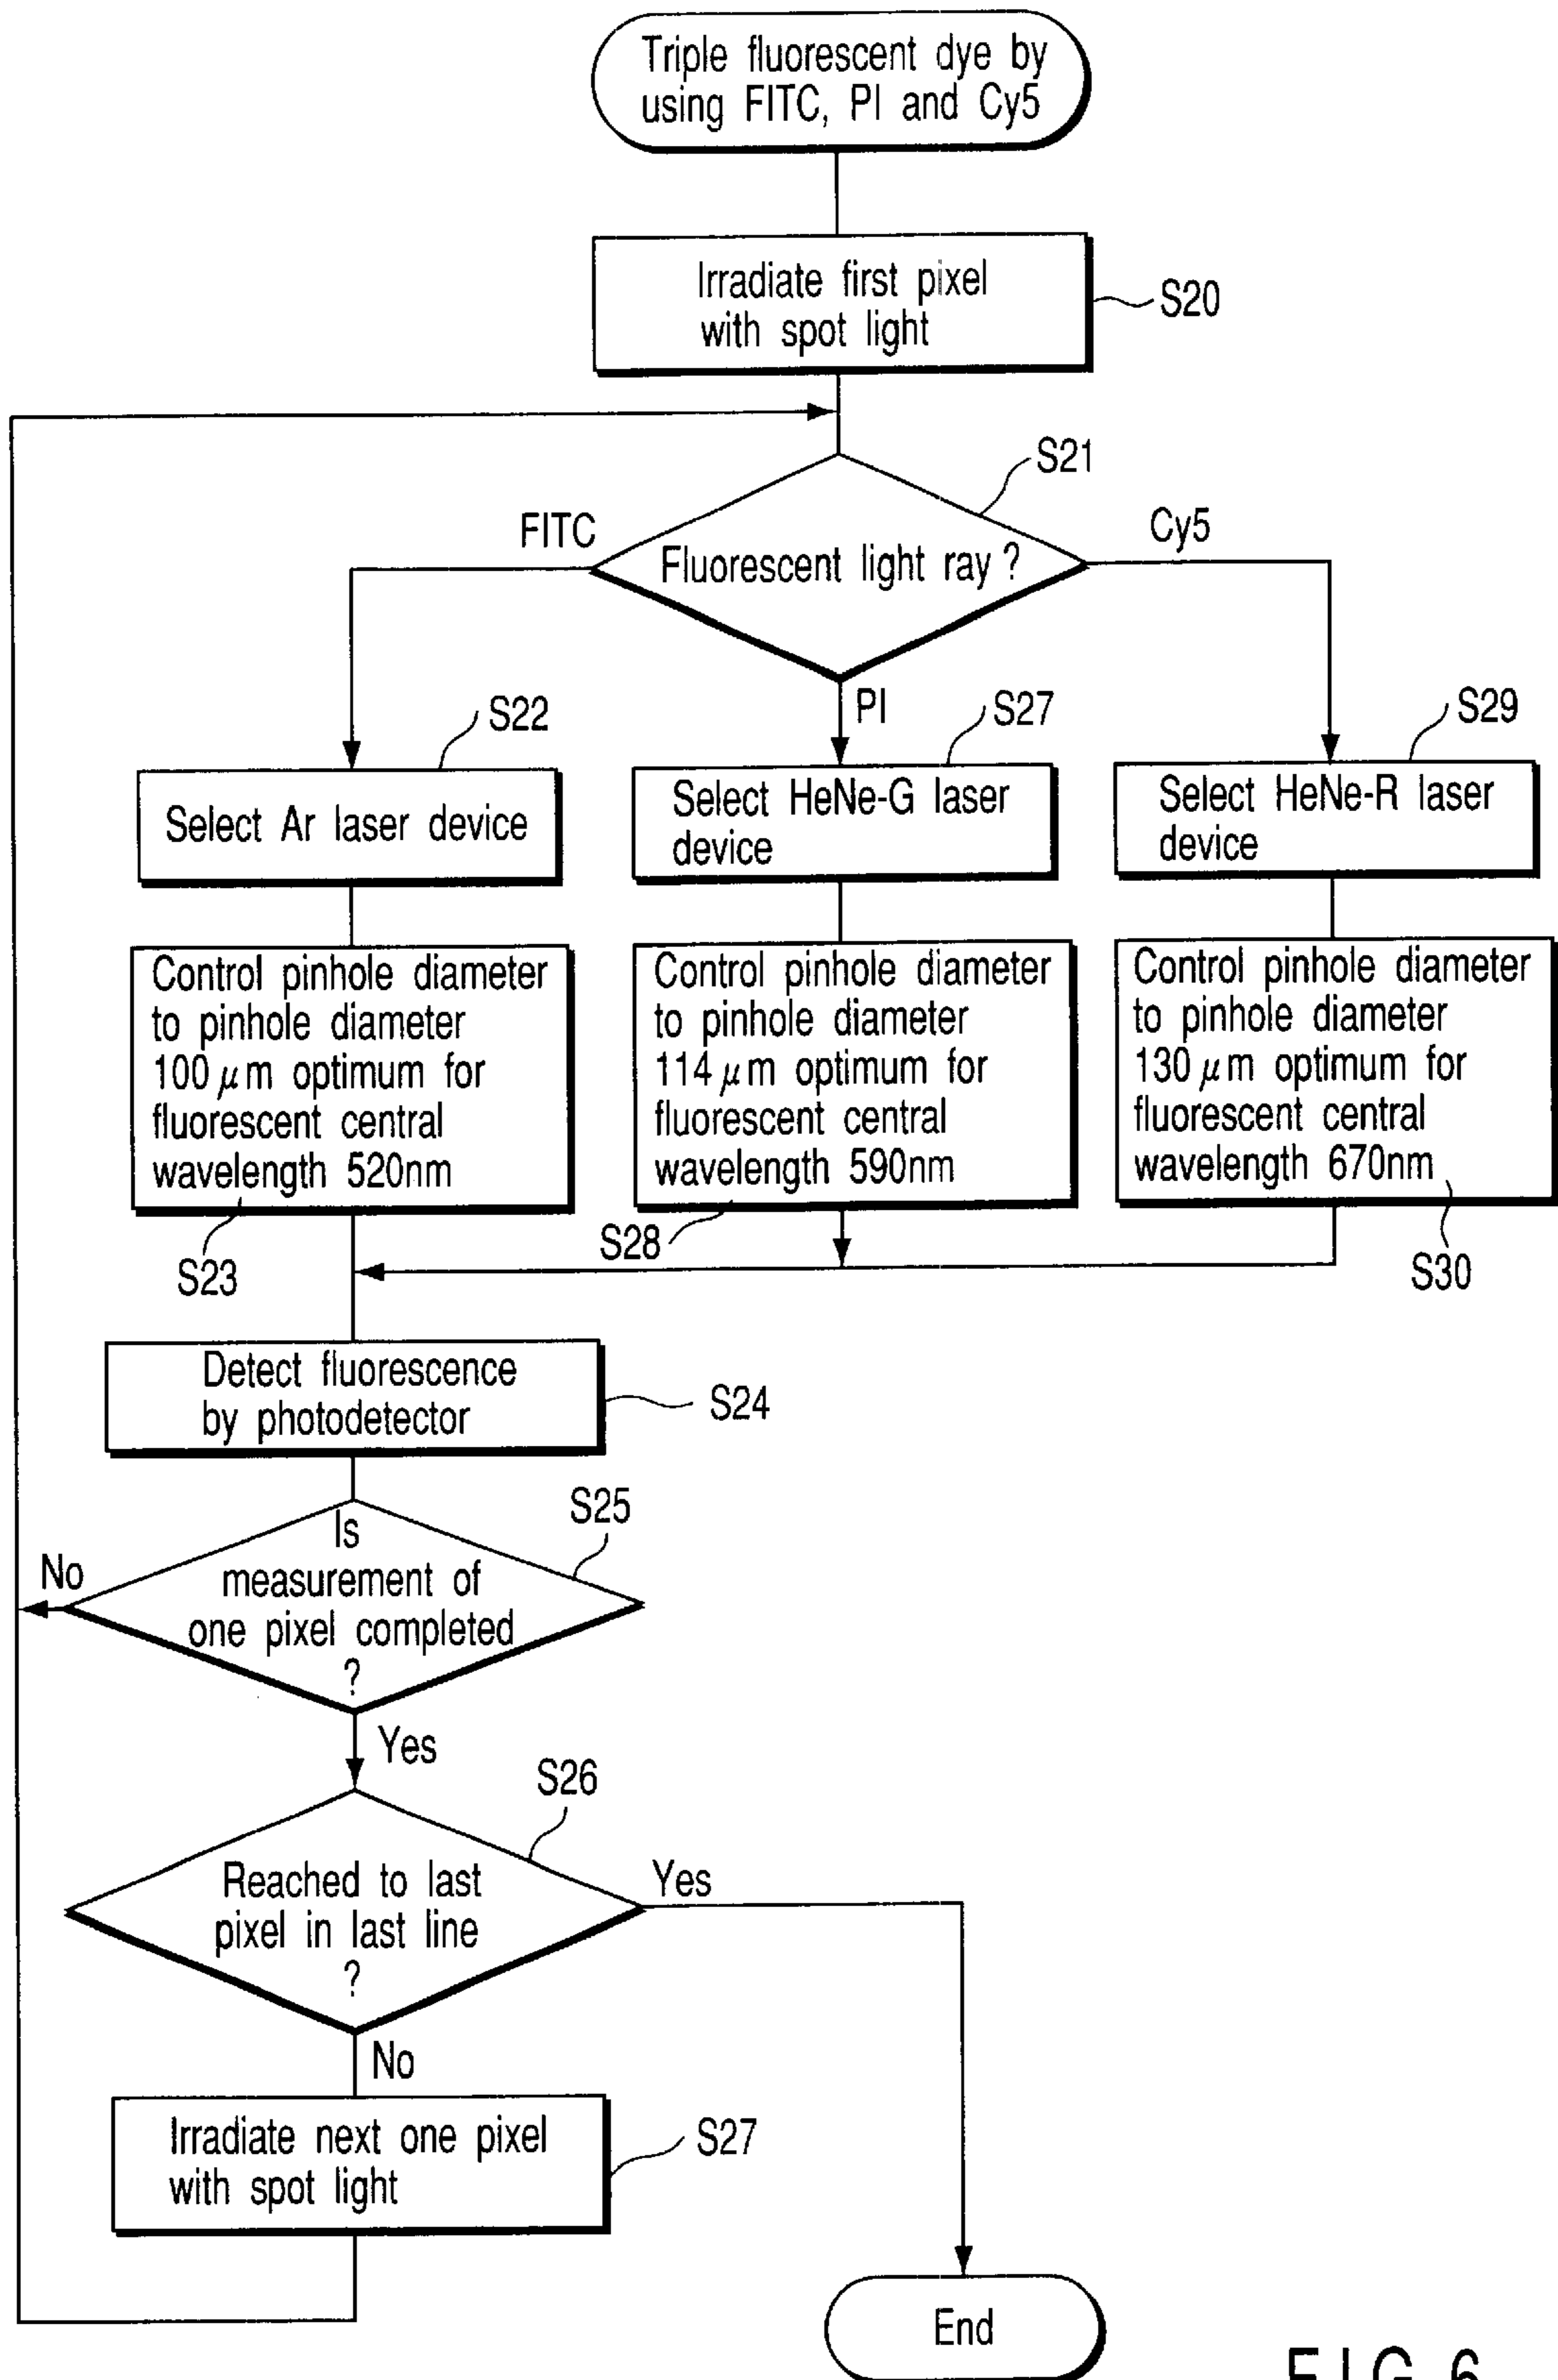 Triple fluorescent dye by
using FITC, PI and Cy5
Irradiate first pixel
with spot light
S20
S21
FITC
Fluorescent light ray ?
Cy5
PI
S22
Select Ar laser device
S27
Select HeNe-G laser
device
S29
Select HeNe-R laser
device
Control pinhole diameter
to pinhole diameter
100 μm optimum for
fluorescent central
wavelength 520nm
S23
Control pinhole diameter
to pinhole diameter
114 μm optimum for
fluorescent central
wavelength 590nm
S28
Control pinhole diameter
to pinhole diameter
130 μm optimum for
fluorescent central
wavelength 670nm
S30
Detect fluorescence
by photodetector
S24
S25
Is
measurement of
one pixel completed
?
No
Yes
S26
Reached to last
pixel in last line
?
Yes
No
Irradiate next one pixel
with spot light
S27
End
FIG. 6